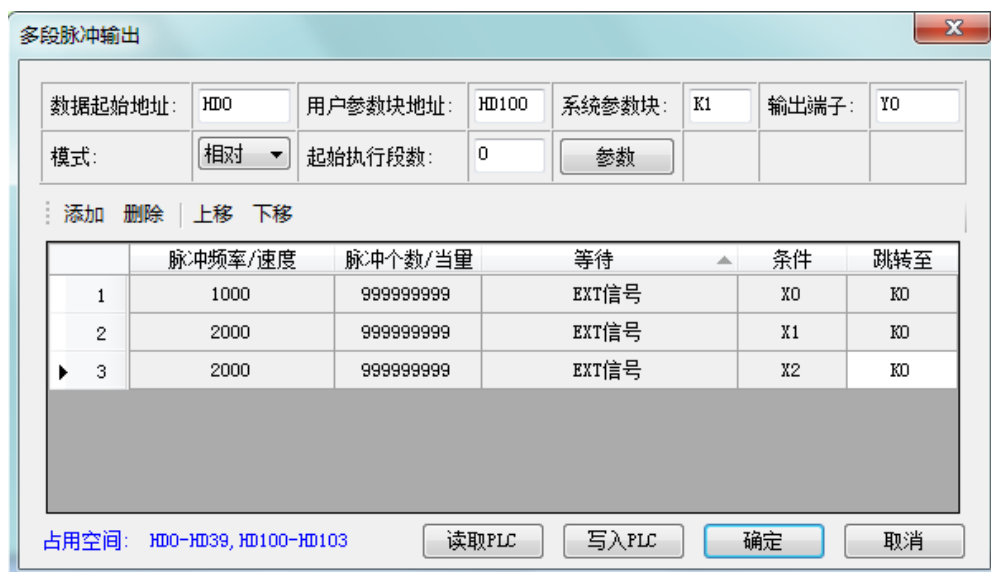 多段脉冲输出
数据起始地址: HD0 用户参数块地址: HD100 系统参数块: K1 输出端子: Y0
模式: 相对 起始执行段数: 0 参数
添加 删除 上移 下移
脉冲频率/速度 脉冲个数/当量 等待 条件 跳转至
1 1000 999999999 EXT信号 X0 K0
2 2000 999999999 EXT信号 X1 K0
3 2000 999999999 EXT信号 X2 K0
占用空间: HD0-HD39,HD100-HD103 读取PLC 写入PLC 确定 取消